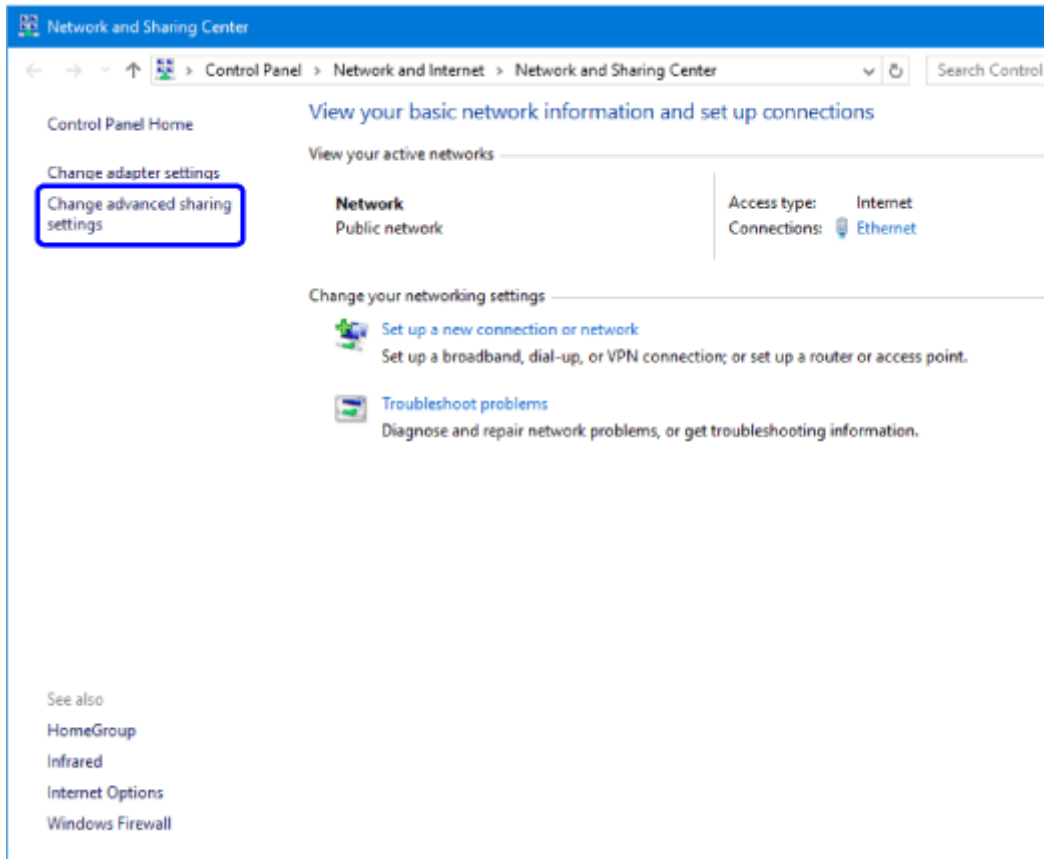 Network and Sharing Center
Control Panel > Network and Internet > Network and Sharing Center
Search Control
Control Panel Home
Change adapter settings
Change advanced sharing
settings
View your basic network information and set up connections
View your active networks
Network
Public network
Access type: Internet
Connections: Ethernet
Change your networking settings
Set up a new connection or network
Set up a broadband, dial-up, or VPN connection; or set up a router or access point.
Troubleshoot problems
Diagnose and repair network problems, or get troubleshooting information.
See also
HomeGroup
Infrared
Internet Options
Windows Firewall